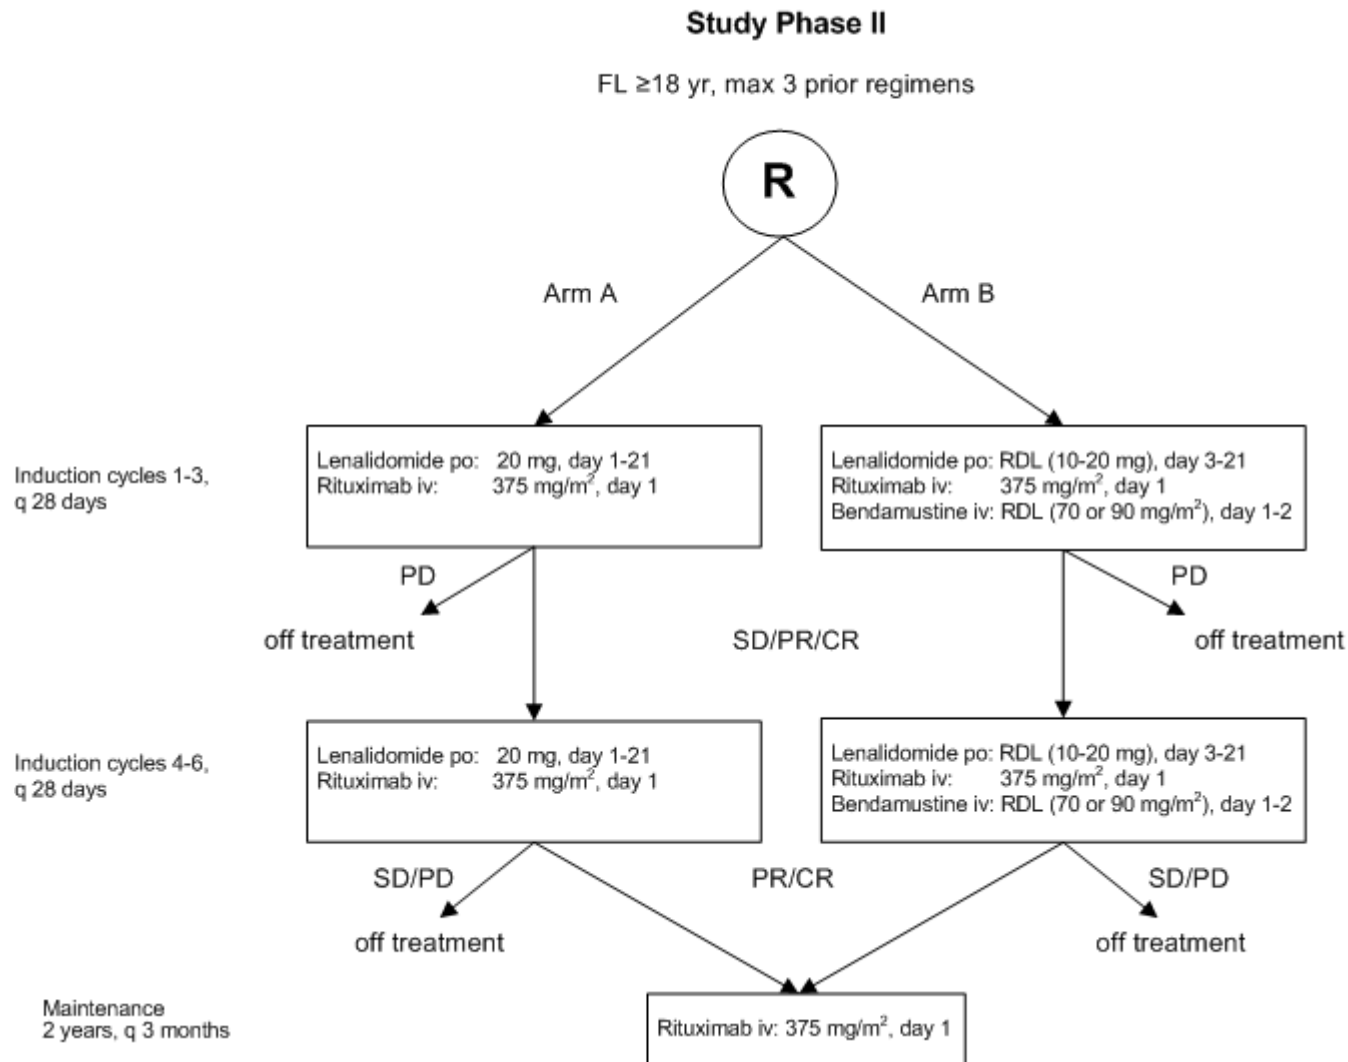 Study Phase II
FL ≥18 yr, max 3 prior regimens
R
Arm A
Arm B
Induction cycles 1-3,
q 28 days
Lenalidomide po: 20 mg, day 1-21
Rituximab iv: 375 mg/m², day 1
Lenalidomide po: RDL (10-20 mg), day 3-21
Rituximab iv: 375 mg/m², day 1
Bendamustine iv: RDL (70 or 90 mg/m²), day 1-2
PD
off treatment
SD/PR/CR
PD
off treatment
Induction cycles 4-6,
q 28 days
Lenalidomide po: 20 mg, day 1-21
Rituximab iv: 375 mg/m², day 1
Lenalidomide po: RDL (10-20 mg), day 3-21
Rituximab iv: 375 mg/m², day 1
Bendamustine iv: RDL (70 or 90 mg/m²), day 1-2
SD/PD
off treatment
PR/CR
SD/PD
off treatment
Maintenance
2 years, q 3 months
Rituximab iv: 375 mg/m², day 1